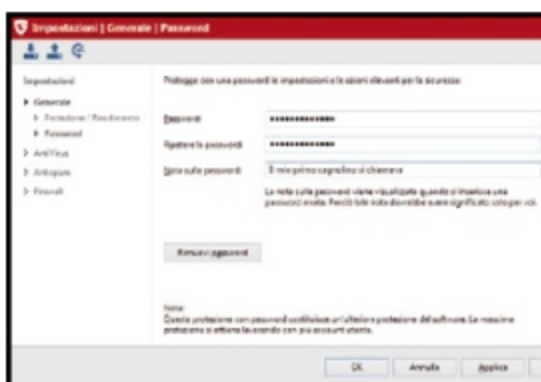 Impostazioni | Generale | Password
Impostazioni
Generale
Protezione / Rendimento
Password
AntiVirus
Antispam
Firewall
Protegge con una password le impostazioni e le azioni rilevanti per la sicurezza
Password:
Ripetere la password:
Nota sulla password:
Il mio primo cagnolino si chiamava
La nota sulla password viene visualizzata quando si inserisce una
password errata. Perciò tale nota dovrebbe avere significato solo per voi.
Rimuovi password
Nota:
Questa protezione con password costituisce un'ulteriore protezione del software. La massima
protezione si ottiene lavorando con più account utente.
OK
Annulla
Applica